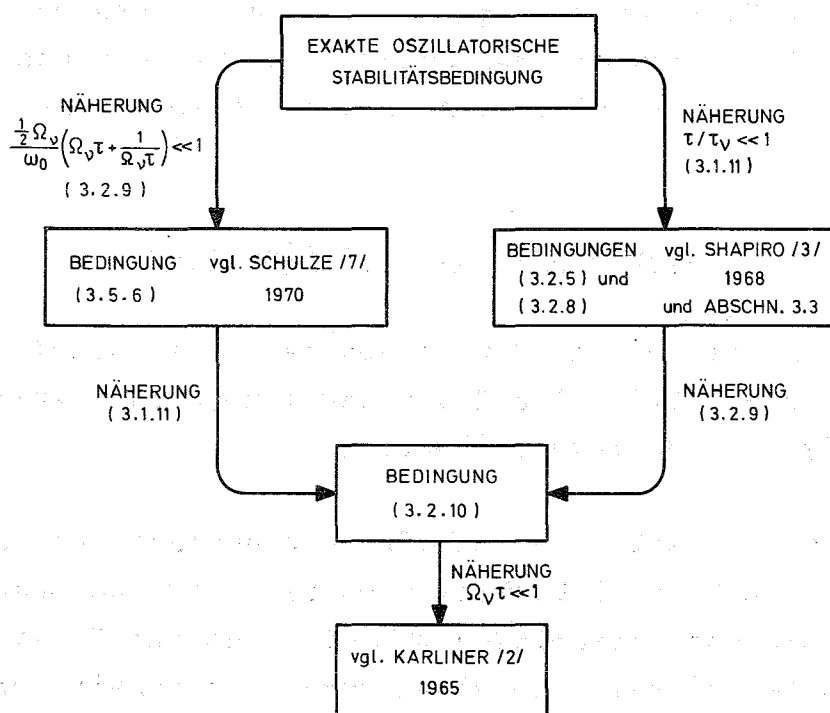 EXAKTE OSZILLATORISCHE
STABILITÄTSBEDINGUNG
NÄHERUNG
½Ω_ν/ω₀ (Ω_ν τ + 1/(Ω_ν τ)) << 1
(3.2.9)
NÄHERUNG
τ/τ_ν << 1
(3.1.11)
BEDINGUNG vgl. SCHULZE /7/
(3.5.6) 1970
BEDINGUNGEN vgl. SHAPIRO /3/
(3.2.5) und 1968
(3.2.8) und ABSCHN. 3.3
NÄHERUNG
(3.1.11)
NÄHERUNG
(3.2.9)
BEDINGUNG
(3.2.10)
NÄHERUNG
Ω_ν τ << 1
vgl. KARLINER /2/
1965